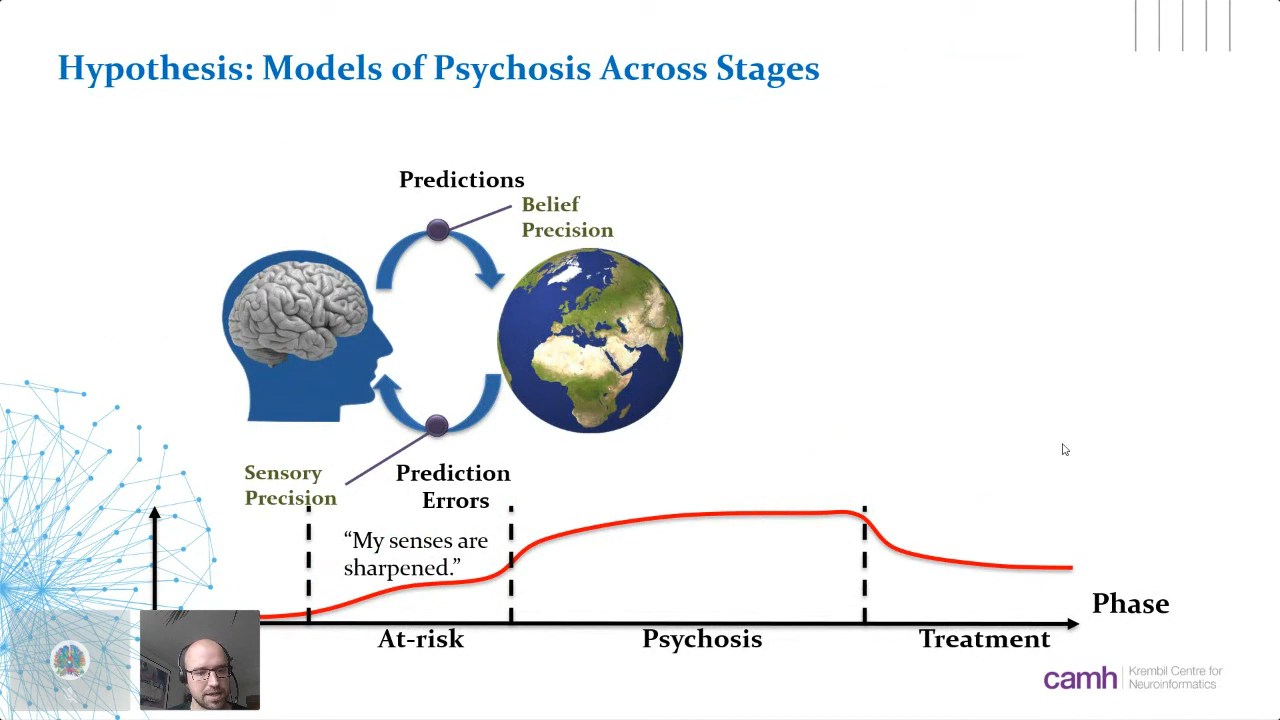 Hypothesis: Models of Psychosis Across Stages
Predictions
Belief
Precision
Sensory
Precision
Prediction
Errors
“My senses are
sharpened.”
Phase
At-risk
Psychosis
Treatment
camh
Krembil Centre for
Neuroinformatics